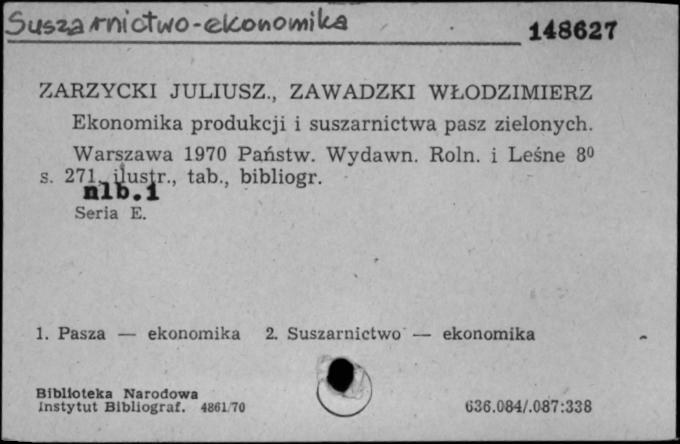 Suszarnictwo-ekonomika
148627
ZARZYCKI JULIUSZ., ZAWADZKI WŁODZIMIERZ
Ekonomika produkcji i suszarnictwa pasz zielonych.
Warszawa 1970 Państw. Wydawn. Roln. i Leśne 8⁰
s. 271, ilustr., tab., bibliogr.
nlb.1
Seria E.
1. Pasza — ekonomika 2. Suszarnictwo — ekonomika
Biblioteka Narodowa
Instytut Bibliograf. 4861/70
636.084/.087:338